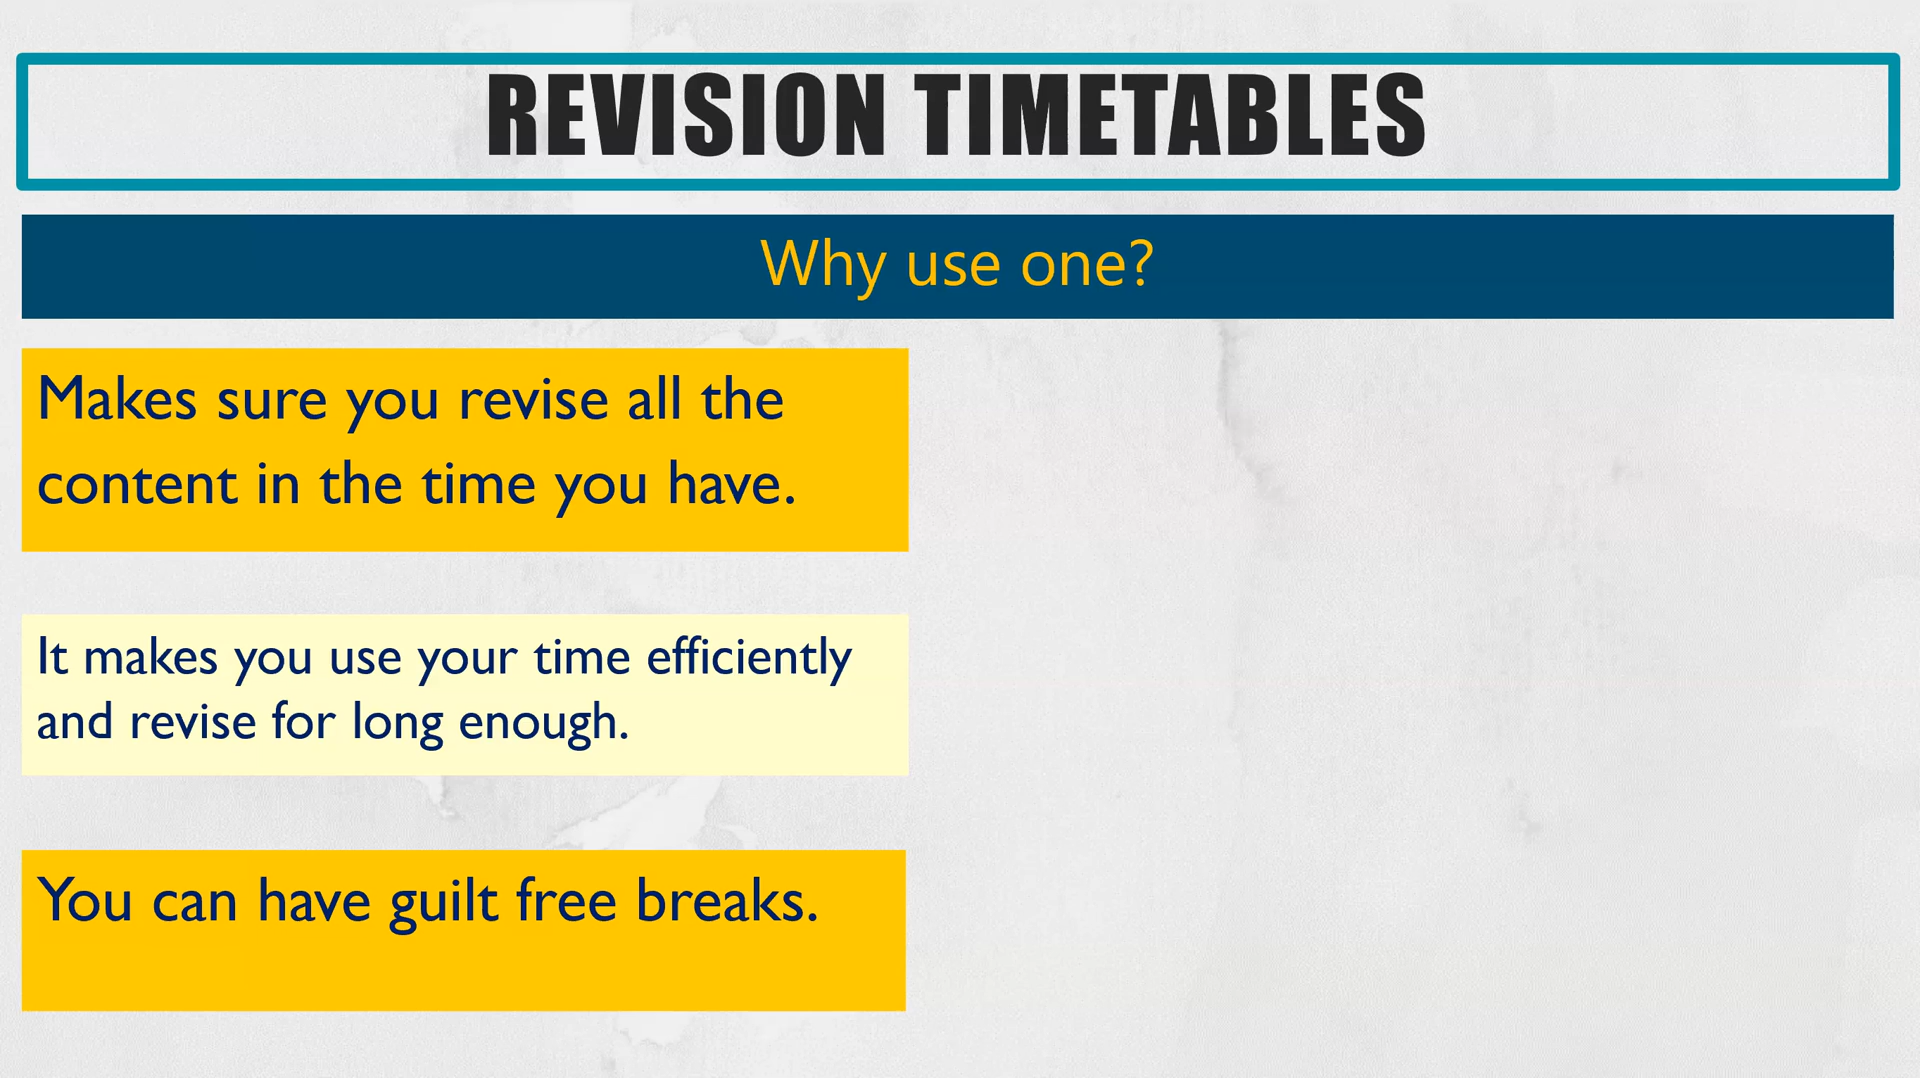 REVISION TIMETABLES
Why use one?
Makes sure you revise all the
content in the time you have.
It makes you use your time efficiently
and revise for long enough.
You can have guilt free breaks.